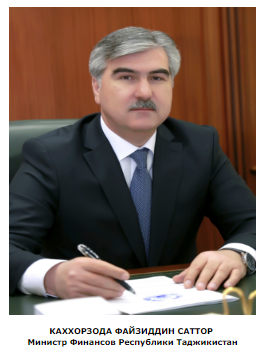 КАХХОРЗОДА ФАЙЗИДДИН САТТОР
Министр Финансов Республики Таджикистан